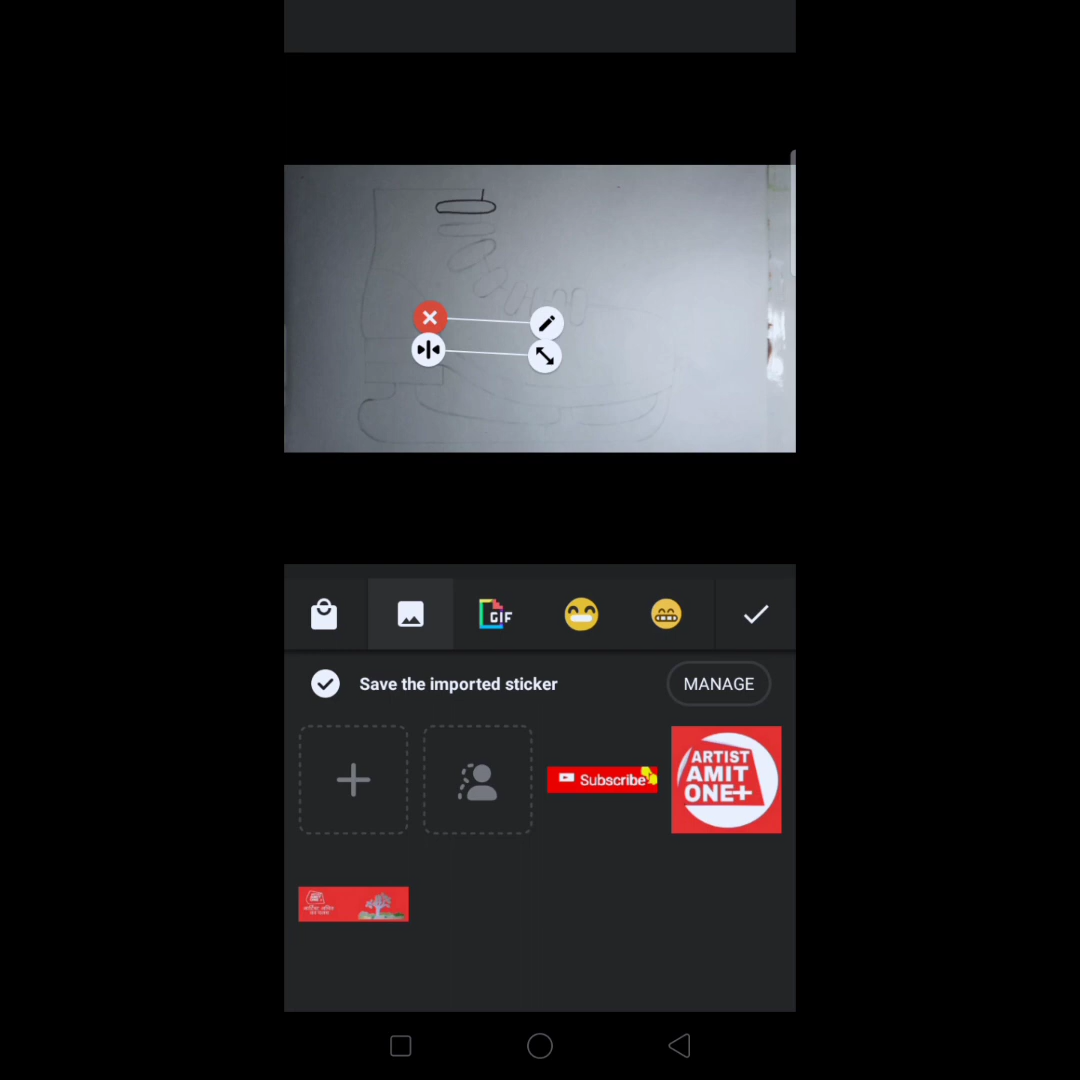 GIF
Save the imported sticker
MANAGE
Subscribe
ARTIST
AMIT
ONE+